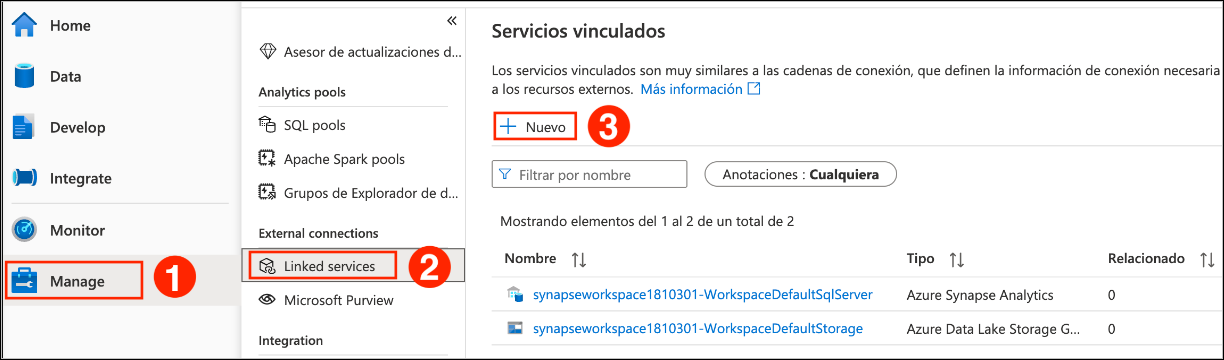 Home
Data
Develop
Integrate
Monitor
Manage
1
«
Asesor de actualizaciones d...
Analytics pools
SQL pools
Apache Spark pools
Grupos de Explorador de d...
External connections
Linked services
2
Microsoft Purview
Integration
Servicios vinculados
Los servicios vinculados son muy similares a las cadenas de conexión, que definen la información de conexión necesaria
a los recursos externos. Más información
+ Nuevo
3
Filtrar por nombre
Anotaciones : Cualquiera
Mostrando elementos del 1 al 2 de un total de 2
Nombre ↑↓ Tipo ↑↓ Relacionado ↑↓
synapseworkspace1810301-WorkspaceDefaultSqlServer Azure Synapse Analytics 0
synapseworkspace1810301-WorkspaceDefaultStorage Azure Data Lake Storage G... 0